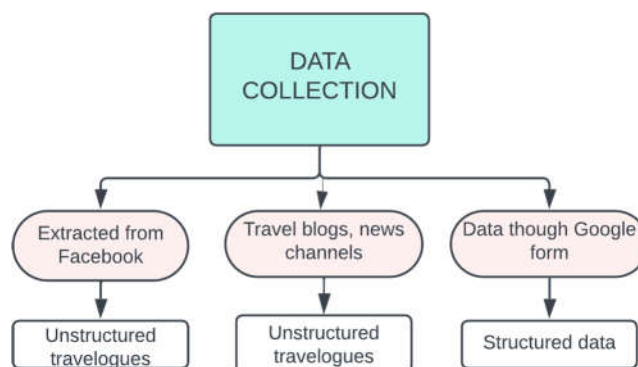 DATA
COLLECTION
Extracted from
Facebook
Travel blogs, news
channels
Data though Google
form
Unstructured
travelogues
Unstructured
travelogues
Structured data